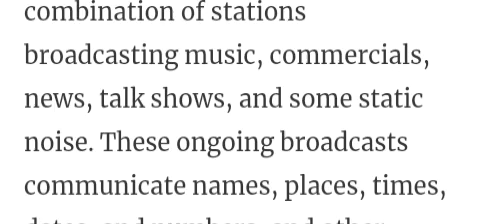 combination of stations
broadcasting music, commercials,
news, talk shows, and some static
noise. These ongoing broadcasts
communicate names, places, times,